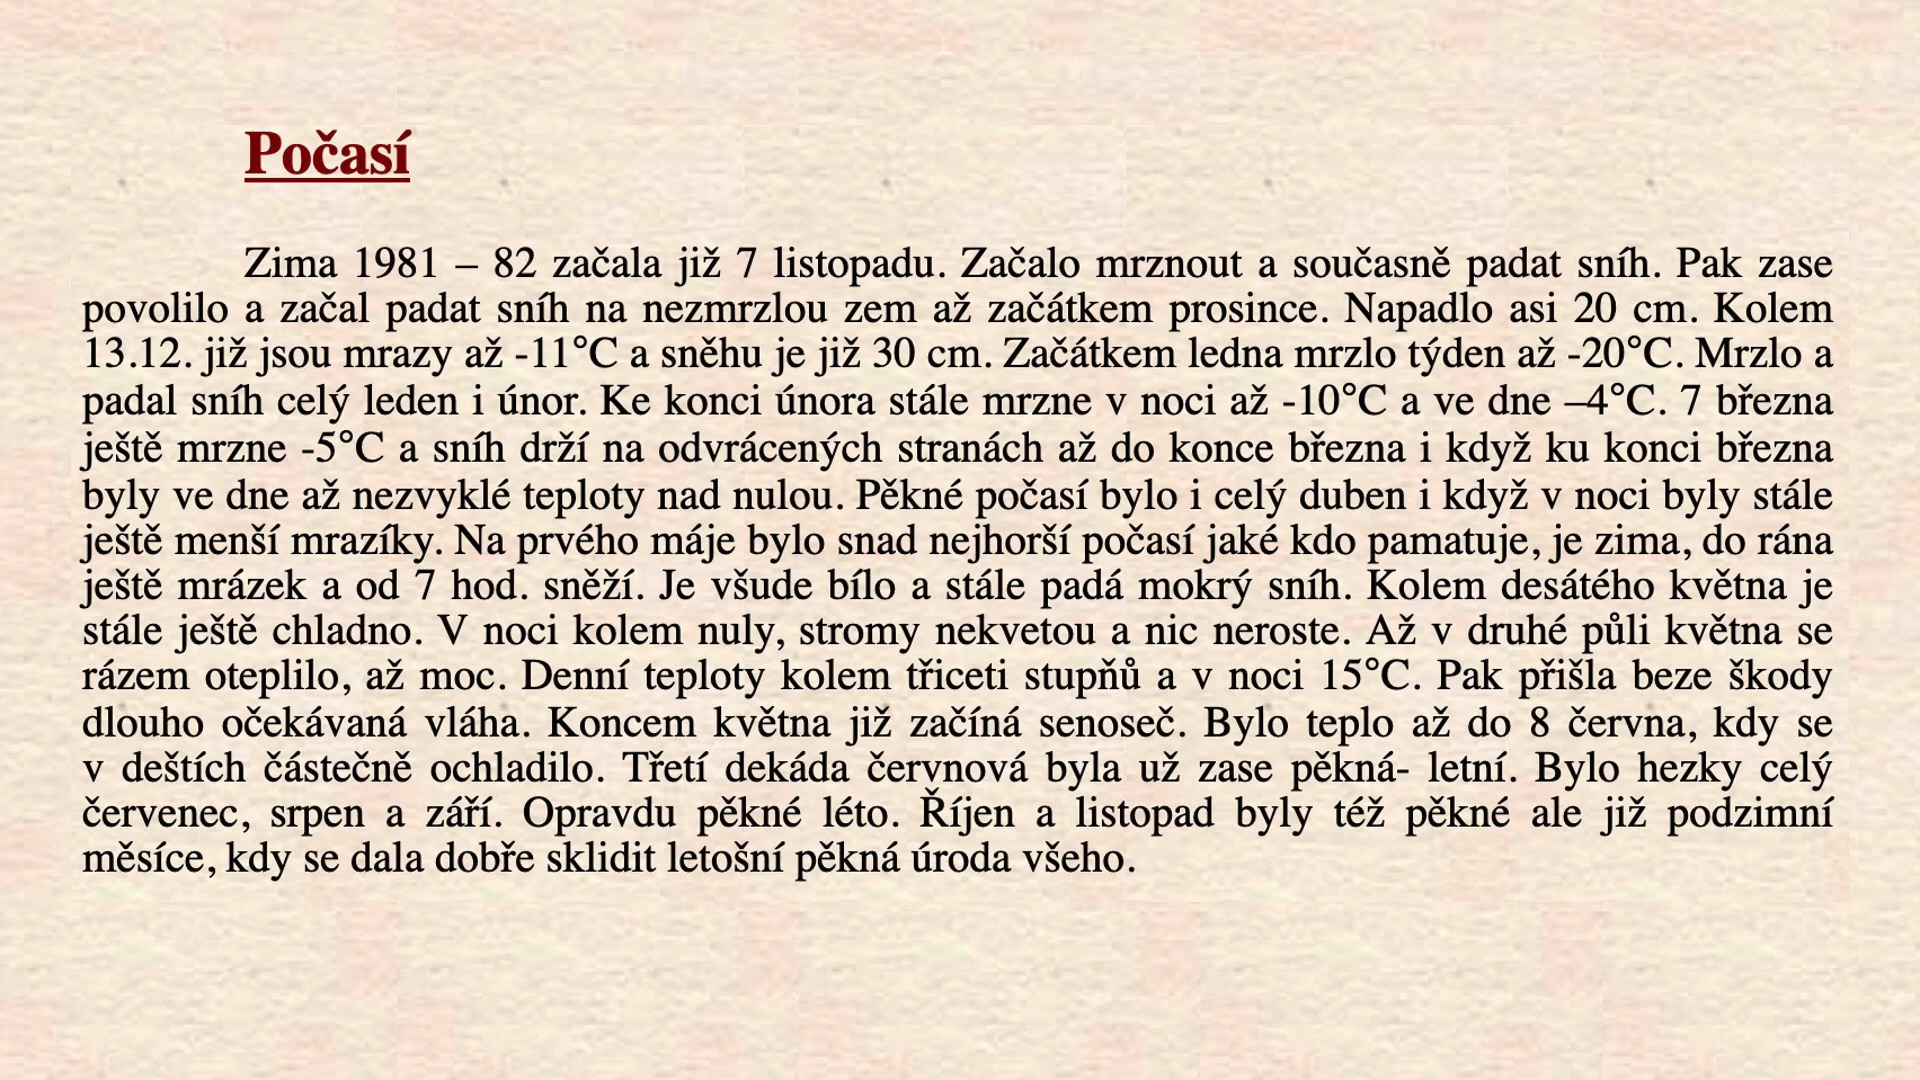 Počasí
Zima 1981 – 82 začala již 7 listopadu. Začalo mrznout a současně padat sníh. Pak zase
povolilo a začal padat sníh na nezmrzlou zem až začátkem prosince. Napadlo asi 20 cm. Kolem
13.12. již jsou mrazy až -11°C a sněhu je již 30 cm. Začátkem ledna mrzlo týden až -20°C. Mrzlo a
padal sníh celý leden i únor. Ke konci února stále mrzne v noci až -10°C a ve dne –4°C. 7 března
ještě mrzne -5°C a sníh drží na odvrácených stranách až do konce března i když ku konci března
byly ve dne až nezvyklé teploty nad nulou. Pěkné počasí bylo i celý duben i když v noci byly stále
ještě menší mrazíky. Na prvého máje bylo snad nejhorší počasí jaké kdo pamatuje, je zima, do rána
ještě mrázek a od 7 hod. sněží. Je všude bílo a stále padá mokrý sníh. Kolem desátého května je
stále ještě chladno. V noci kolem nuly, stromy nekvetou a nic neroste. Až v druhé půli května se
rázem oteplilo, až moc. Denní teploty kolem třiceti stupňů a v noci 15°C. Pak přišla beze škody
dlouho očekávaná vláha. Koncem května již začíná senoseč. Bylo teplo až do 8 června, kdy se
v deštích částečně ochladilo. Třetí dekáda červnová byla už zase pěkná- letní. Bylo hezky celý
červenec, srpen a září. Opravdu pěkné léto. Říjen a listopad byly též pěkné ale již podzimní
měsíce, kdy se dala dobře sklidit letošní pěkná úroda všeho.